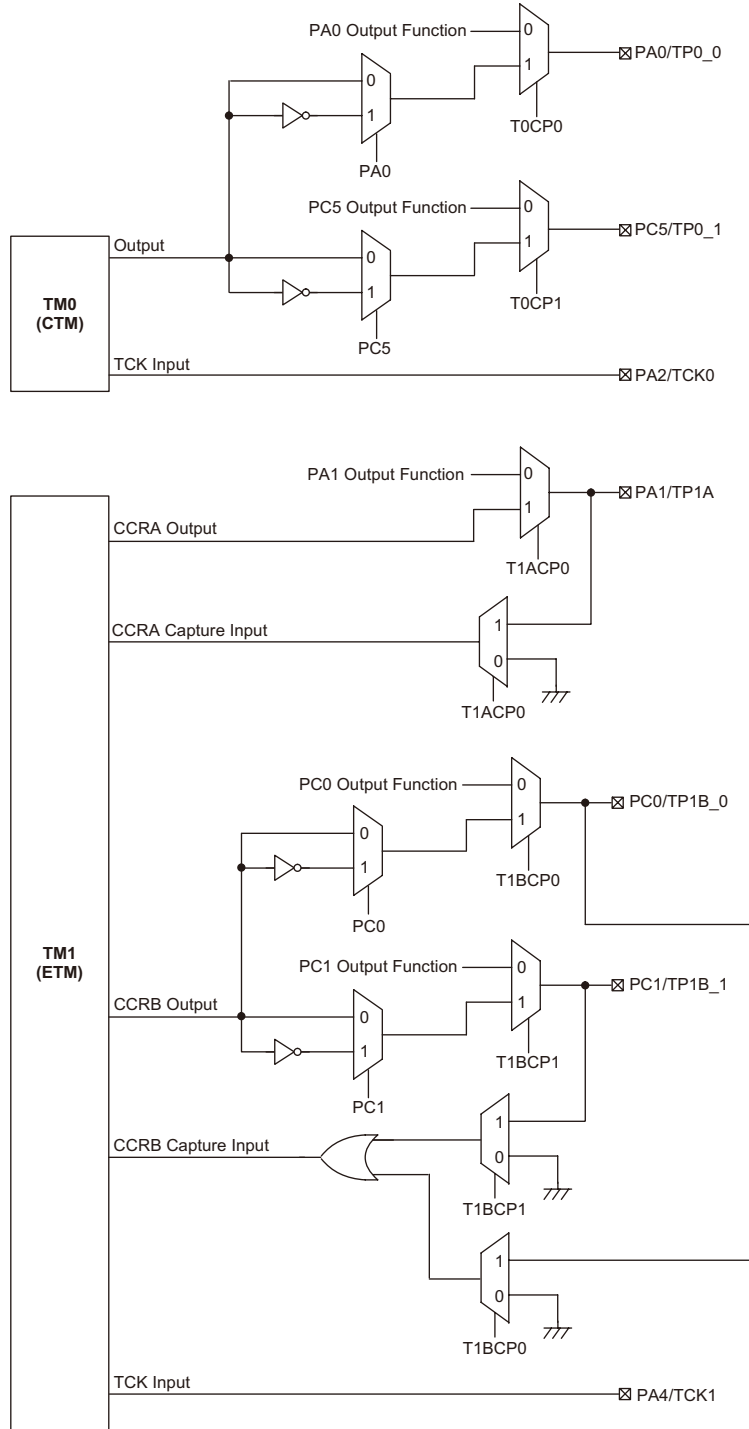 PA0 Output Function
0
1
PA0/TP0_0
T0CP0
0
1
PA0
PC5 Output Function
0
1
PC5/TP0_1
T0CP1
Output
0
1
PC5
TM0
(CTM)
TCK Input
PA2/TCK0
PA1 Output Function
0
1
PA1/TP1A
T1ACP0
CCRA Output
CCRA Capture Input
1
0
T1ACP0
PC0 Output Function
0
1
PC0/TP1B_0
T1BCP0
0
1
PC0
TM1
(ETM)
PC1 Output Function
0
1
PC1/TP1B_1
T1BCP1
CCRB Output
0
1
PC1
CCRB Capture Input
1
0
T1BCP1
1
0
T1BCP0
TCK Input
PA4/TCK1